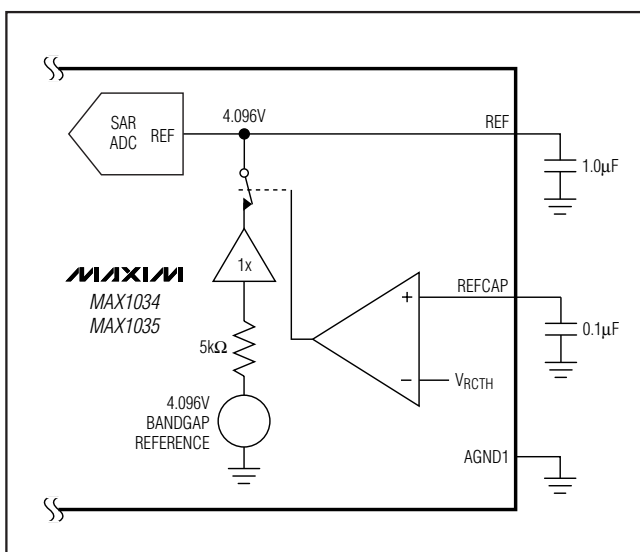 SAR
ADC
REF
4.096V
REF
1.0µF
1x
MAXIM
MAX1034
MAX1035
5kΩ
4.096V
BANDGAP
REFERENCE
+
−
REFCAP
0.1µF
VRCTH
AGND1